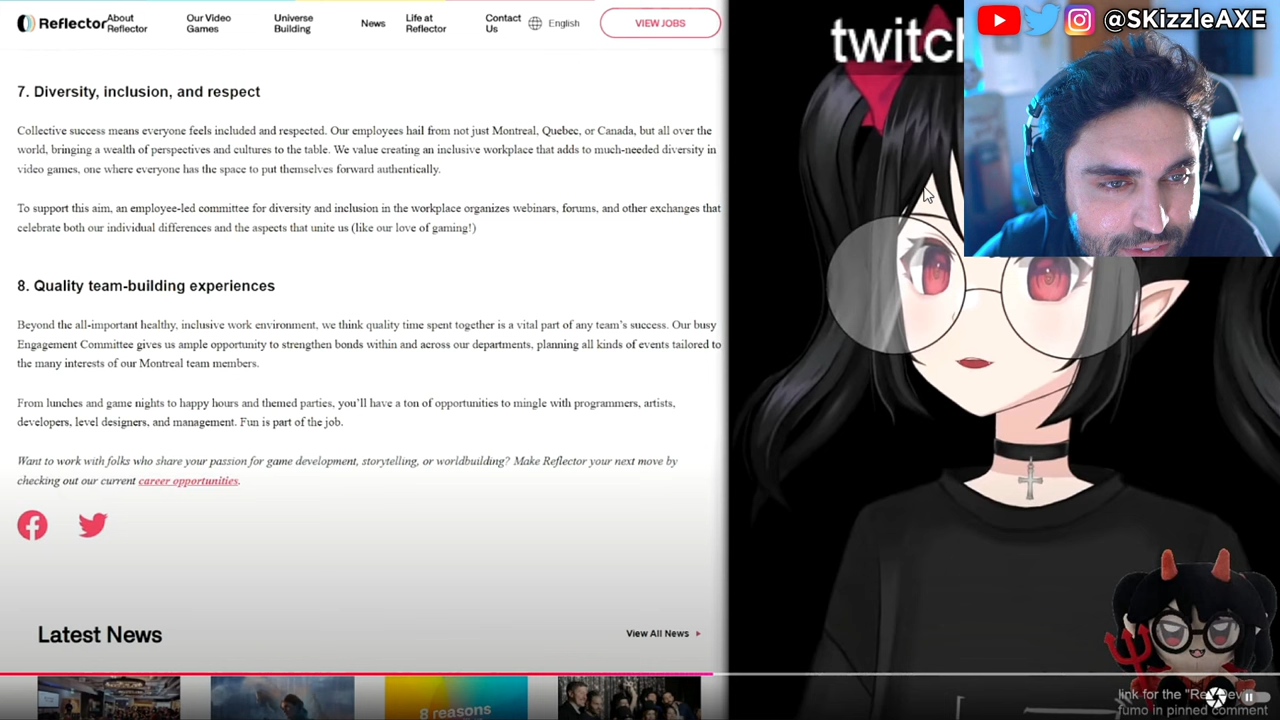 Reflector
About Reflector
Our Video Games
Universe Building
News
Life at Reflector
Contact Us
English
VIEW JOBS
twitch
@SKizzleAXE
7. Diversity, inclusion, and respect
Collective success means everyone feels included and respected. Our employees hail from not just Montreal, Quebec, or Canada, but all over the
world, bringing a wealth of perspectives and cultures to the table. We value creating an inclusive workplace that adds to much-needed diversity in
video games, one where everyone has the space to put themselves forward authentically.
To support this aim, an employee-led committee for diversity and inclusion in the workplace organizes webinars, forums, and other exchanges that
celebrate both our individual differences and the aspects that unite us (like our love of gaming!)
8. Quality team-building experiences
Beyond the all-important healthy, inclusive work environment, we think quality time spent together is a vital part of any team's success. Our busy
Engagement Committee gives us ample opportunity to strengthen bonds within and across our departments, planning all kinds of events tailored to
the many interests of our Montreal team members.
From lunches and game nights to happy hours and themed parties, you'll have a ton of opportunities to mingle with programmers, artists,
developers, level designers, and management. Fun is part of the job.
Want to work with folks who share your passion for game development, storytelling, or worldbuilding? Make Reflector your next move by
checking out our current career opportunities.
Latest News
View All News
8 reasons
link for the "Re
fumo in pinned comment